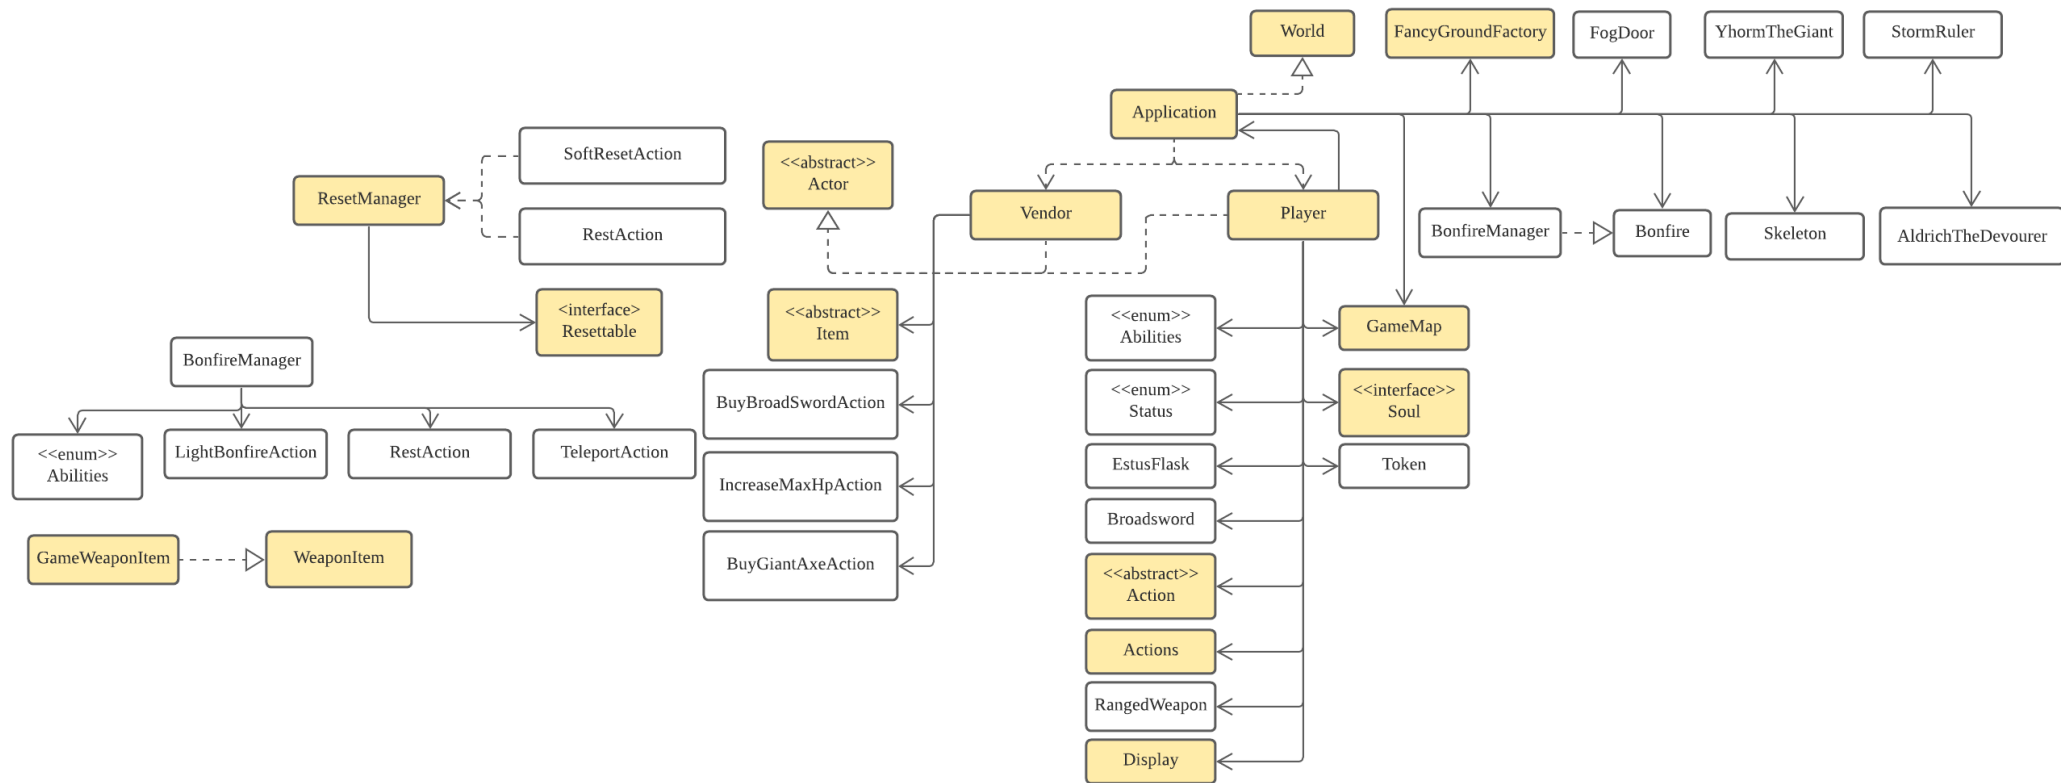 World
FancyGroundFactory
FogDoor
YhormTheGiant
StormRuler
Application
SoftResetAction
<<abstract>>
Actor
ResetManager
Vendor
Player
RestAction
BonfireManager
Bonfire
Skeleton
AldrichTheDevourer
<interface>
Resettable
<<abstract>>
Item
<<enum>>
Abilities
GameMap
BonfireManager
BuyBroadSwordAction
<<enum>>
Status
<<interface>>
Soul
<<enum>>
Abilities
LightBonfireAction
RestAction
TeleportAction
EstusFlask
Token
IncreaseMaxHpAction
Broadsword
GameWeaponItem
WeaponItem
BuyGiantAxeAction
<<abstract>>
Action
Actions
RangedWeapon
Display